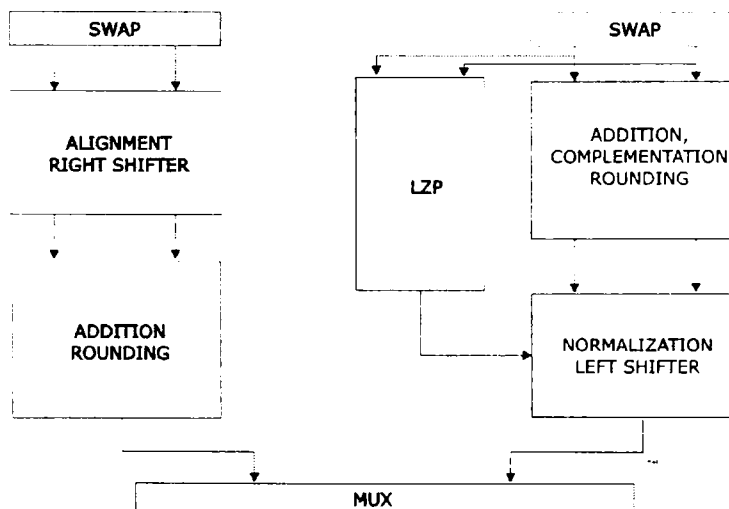 SWAP
SWAP
ALIGNMENT
RIGHT SHIFTER
LZP
ADDITION,
COMPLEMENTATION
ROUNDING
ADDITION
ROUNDING
NORMALIZATION
LEFT SHIFTER
MUX